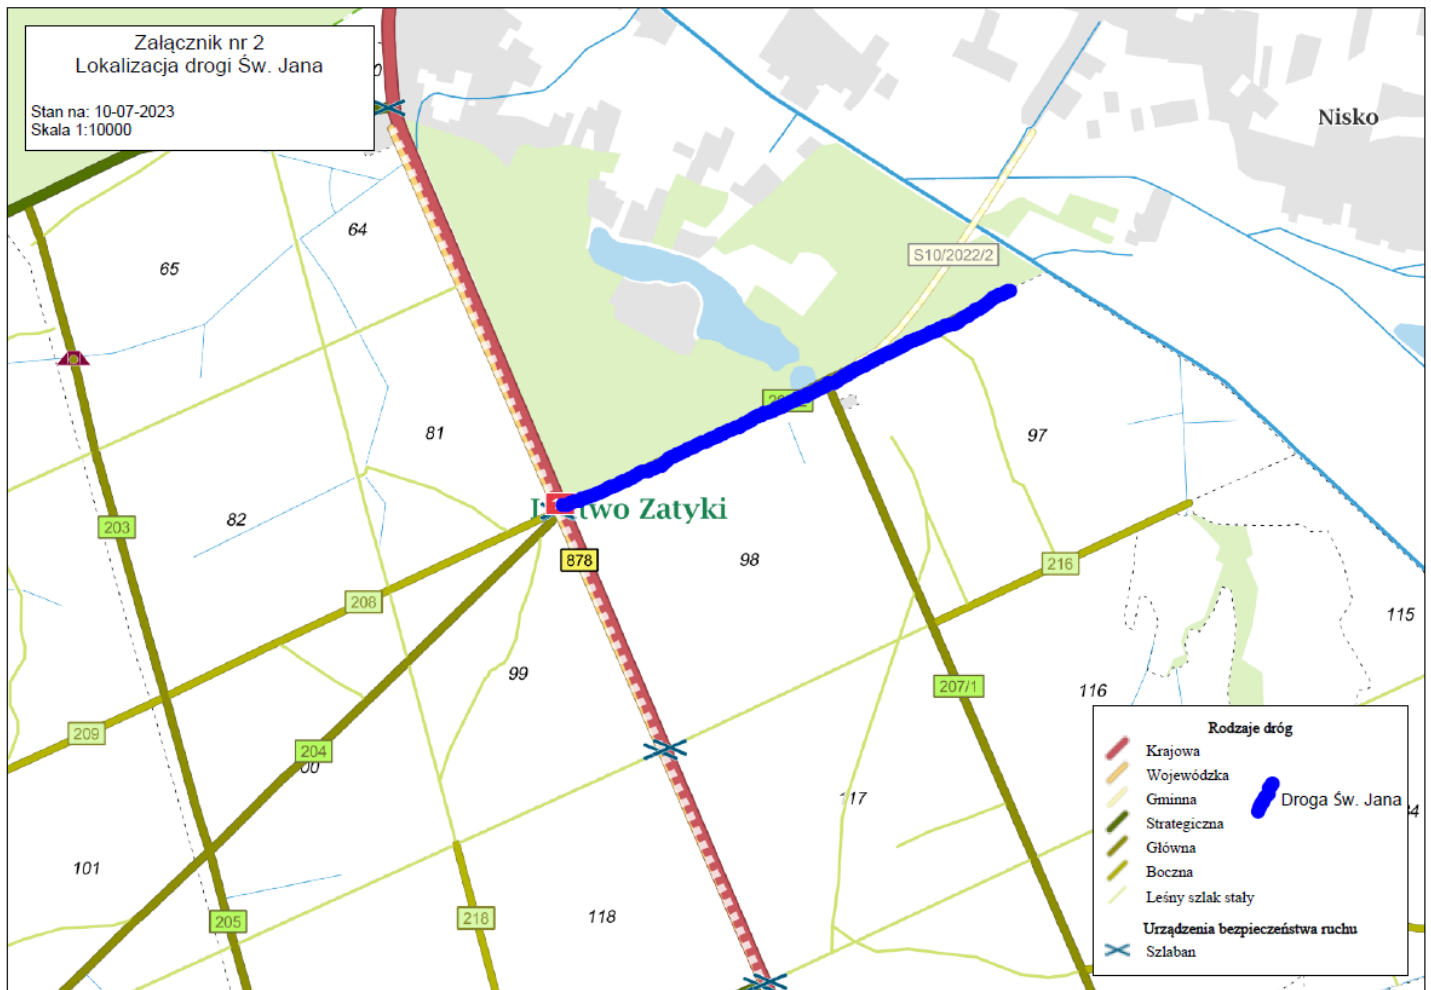 Załącznik nr 2
Lokalizacja drogi Św. Jana
Stan na: 10-07-2023
Skala 1:10000
Nisko
64
65
S10/2022/2
81
82
97
203
Zatyki
878
98
208
216
115
99
207/1
116
209
204
117
101
118
205
218
Rodzaje dróg
Krajowa
Wojewódzka
Gminna
Strategiczna
Główna
Boczna
Leśny szlak stały
Droga Św. Jana
Urządzenia bezpieczeństwa ruchu
Szlaban